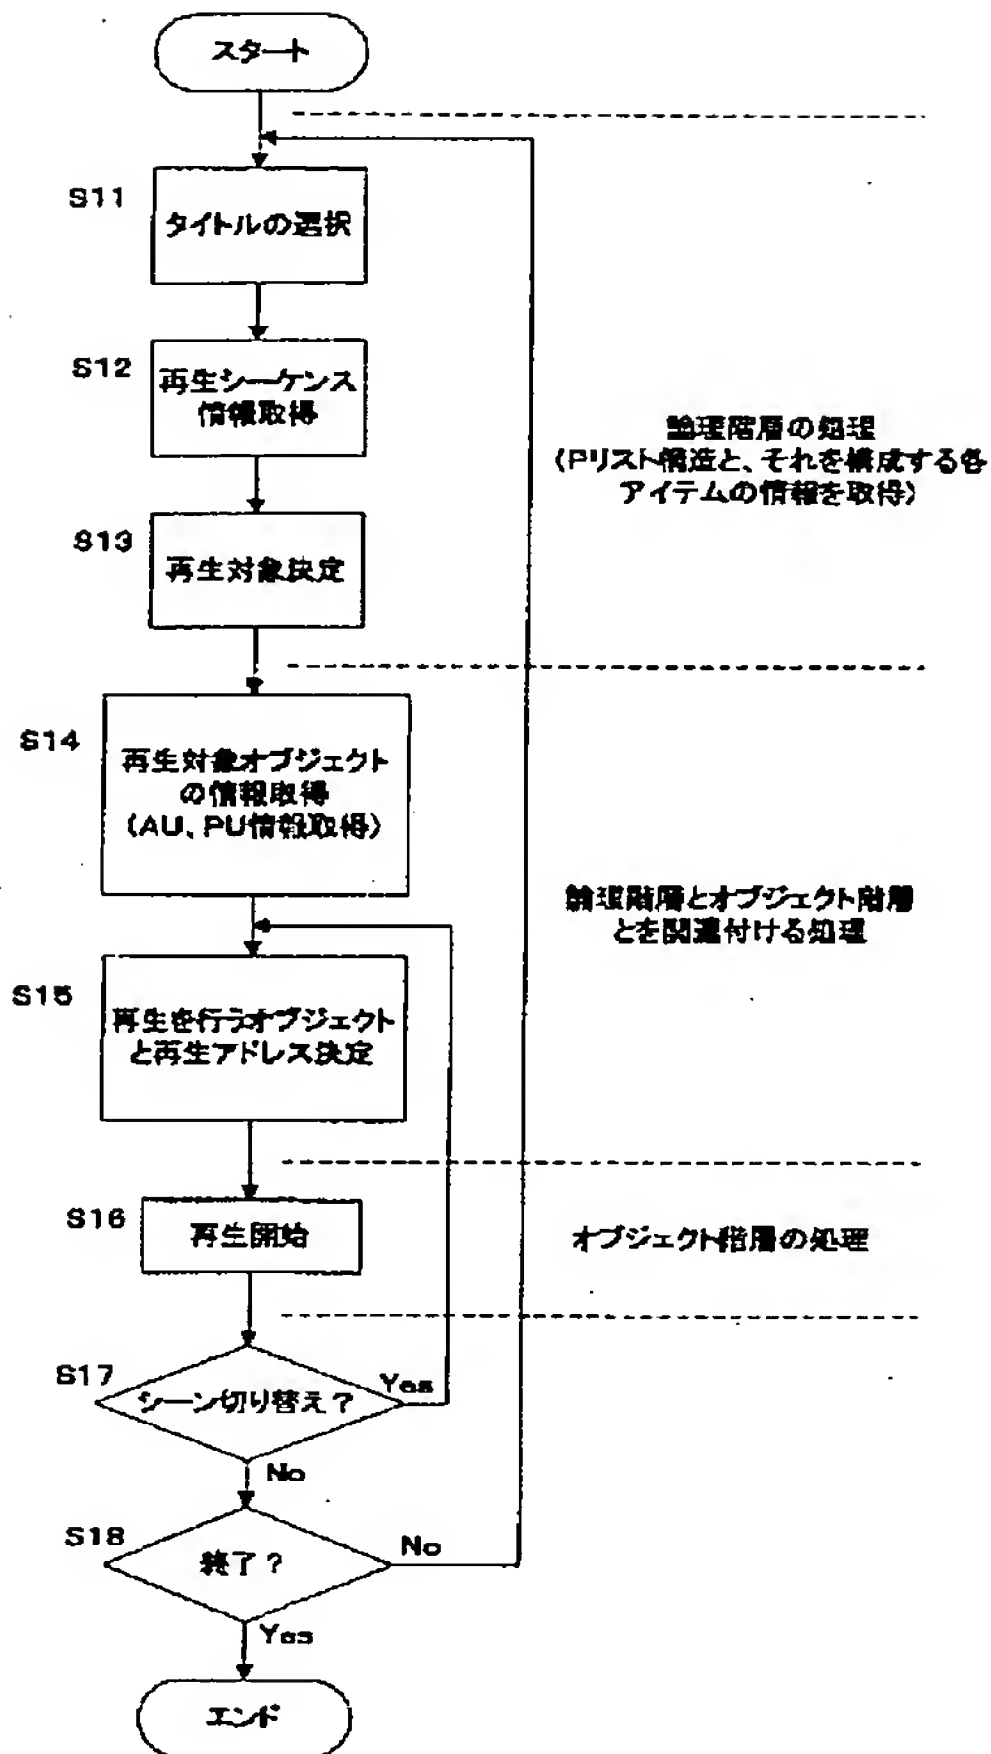 スタート
S11
タイトルの選択
S12
再生シーケンス
情報取得
論理階層の処理
(Pリスト構造と、それを構成する各
アイテムの情報を取得)
S13
再生対象決定
S14
再生対象オブジェクト
の情報取得
(AU、PU情報取得)
論理階層とオブジェクト階層
とを関連付ける処理
S15
再生を行うオブジェクト
と再生アドレス決定
S16
再生開始
オブジェクト階層の処理
S17
シーン切り替え?
Yes
No
S18
終了?
No
Yes
エンド